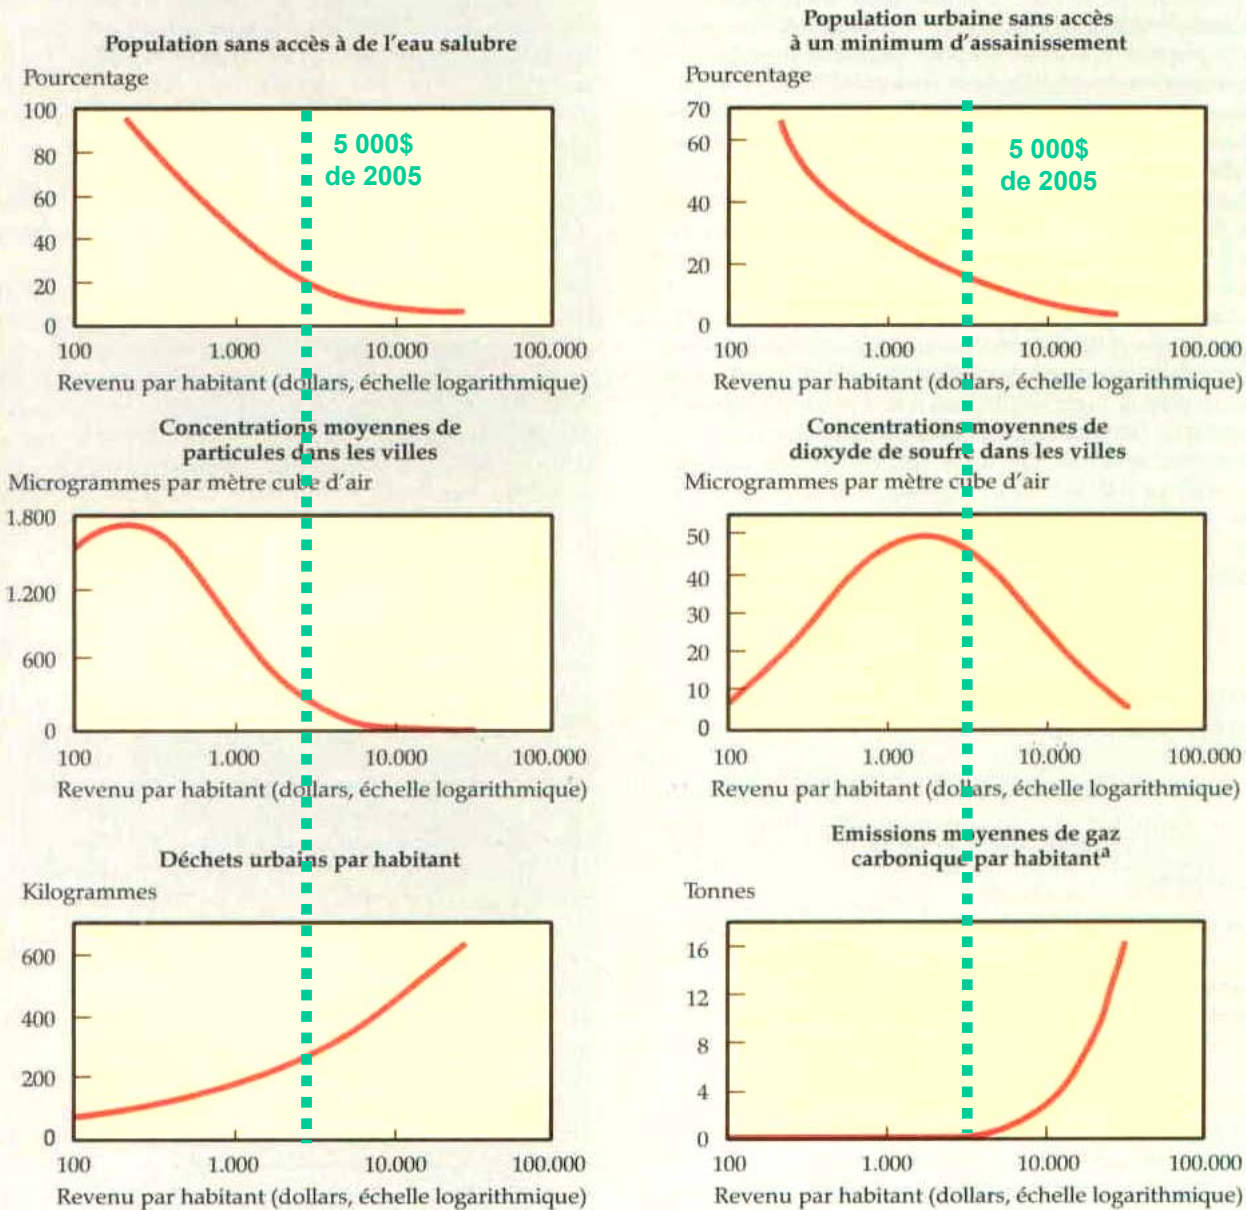 Population sans accès à de l'eau salubre
Pourcentage
100
80
60
40
20
0
5 000$
de 2005
100 1.000 10.000 100.000
Revenu par habitant (dollars, échelle logarithmique)
Population urbaine sans accès
à un minimum d'assainissement
Pourcentage
70
60
40
20
0
5 000$
de 2005
100 1.000 10.000 100.000
Revenu par habitant (dollars, échelle logarithmique)
Concentrations moyennes de
particules dans les villes
Microgrammes par mètre cube d'air
1.800
1.200
600
0
100 1.000 10.000 100.000
Revenu par habitant (dollars, échelle logarithmique)
Concentrations moyennes de
dioxyde de soufre dans les villes
Microgrammes par mètre cube d'air
50
40
30
20
10
0
100 1.000 10.000 100.000
Revenu par habitant (dollars, échelle logarithmique)
Déchets urbains par habitant
Kilogrammes
600
400
200
0
100 1.000 10.000 100.000
Revenu par habitant (dollars, échelle logarithmique)
Emissions moyennes de gaz
carbonique par habitantª
Tonnes
16
12
8
4
0
100 1.000 10.000 100.000
Revenu par habitant (dollars, échelle logarithmique)